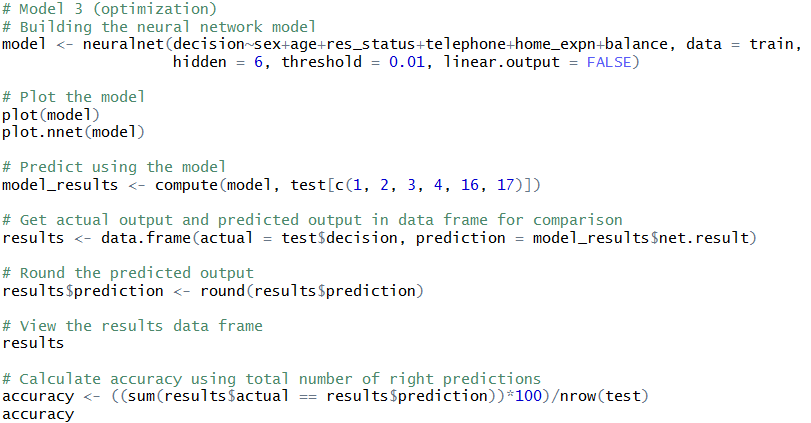 # Model 3 (optimization)
# Building the neural network model
model <- neuralnet(decision~sex+age+res_status+telephone+home_expn+balance, data = train,
hidden = 6, threshold = 0.01, linear.output = FALSE)
# Plot the model
plot(model)
plot.nnet(model)
# Predict using the model
model_results <- compute(model, test[c(1, 2, 3, 4, 16, 17)])
# Get actual output and predicted output in data frame for comparison
results <- data.frame(actual = test$decision, prediction = model_results$net.result)
# Round the predicted output
results$prediction <- round(results$prediction)
# View the results data frame
results
# Calculate accuracy using total number of right predictions
accuracy <- ((sum(results$actual == results$prediction))*100)/nrow(test)
accuracy